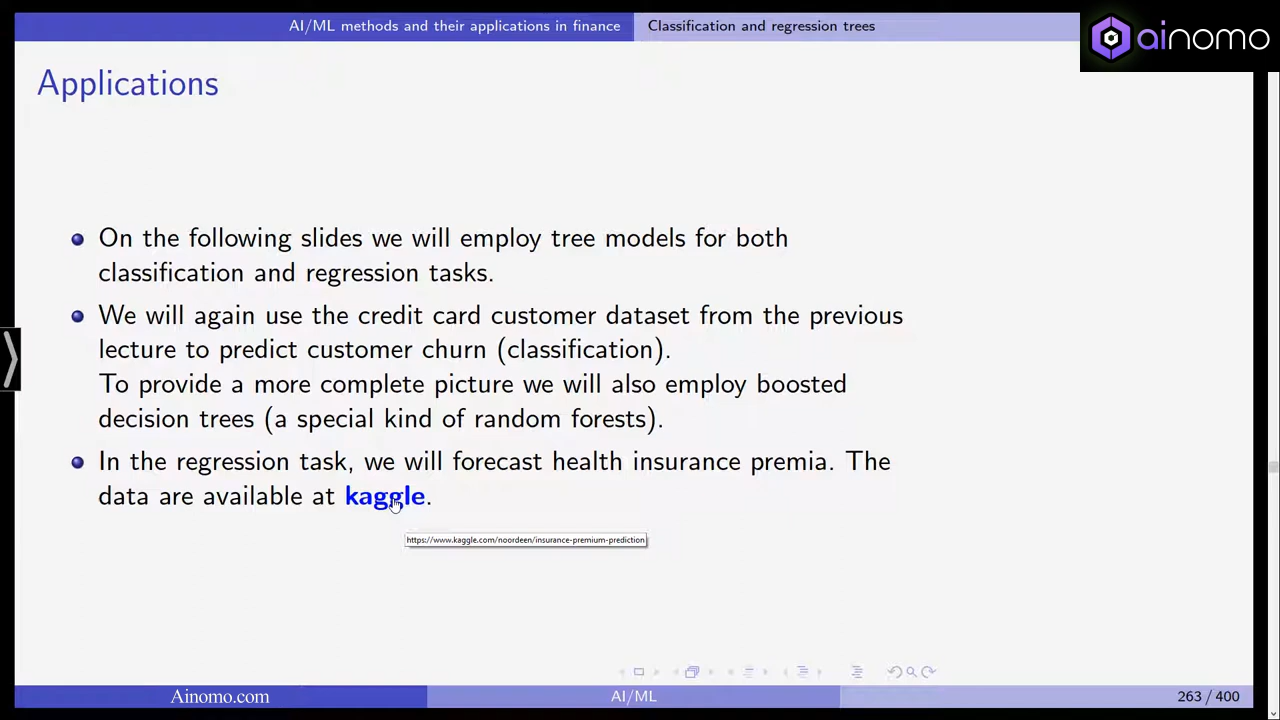 AI/ML methods and their applications in finance
Classification and regression trees
ainomo
Applications
On the following slides we will employ tree models for both
classification and regression tasks.
We will again use the credit card customer dataset from the previous
lecture to predict customer churn (classification).
To provide a more complete picture we will also employ boosted
decision trees (a special kind of random forests).
In the regression task, we will forecast health insurance premia. The
data are available at kaggle.
https://www.kaggle.com/noordeen/insurance-premium-prediction
Ainomo.com
AI/ML
263 / 400